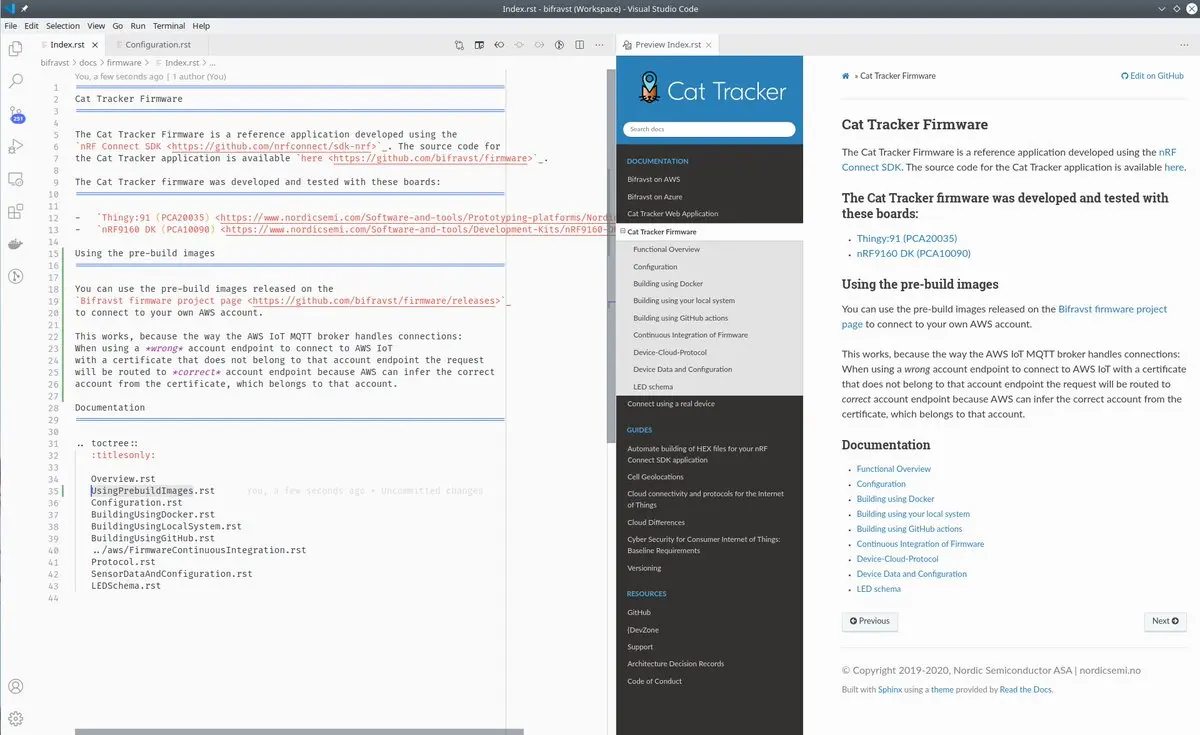 Index.rst - bifravst (Workspace) - Visual Studio Code
File Edit Selection View Go Run Terminal Help
Index.rst
Configuration.rst
bifravst > docs > firmware > Index.rst > ...
You, a few seconds ago | 1 author (You)
1
2 Cat Tracker Firmware
3
4
5 The Cat Tracker Firmware is a reference application developed using the
6 `nRF Connect SDK <https://github.com/nrfconnect/sdk-nrf>`_. The source code for
7 the Cat Tracker application is available `here <https://github.com/bifravst/firmware>`_.
8
9 The Cat Tracker firmware was developed and tested with these boards:
10
11
12 - `Thingy:91 (PCA20035) <https://www.nordicsemi.com/Software-and-tools/Prototyping-platforms/Nordi
13 - `nRF9160 DK (PCA10090) <https://www.nordicsemi.com/Software-and-tools/Development-Kits/nRF9160-D
14
15 Using the pre-build images
16
17
18 You can use the pre-build images released on the
19 `Bifravst firmware project page <https://github.com/bifravst/firmware/releases>`_
20 to connect to your own AWS account.
21
22 This works, because the way the AWS IoT MQTT broker handles connections:
23 When using a *wrong* account endpoint to connect to AWS IoT
24 with a certificate that does not belong to that account endpoint the request
25 will be routed to *correct* account endpoint because AWS can infer the correct
26 account from the certificate, which belongs to that account.
27
28 Documentation
29
30
31 .. toctree::
32 :titlesonly:
33
34 Overview.rst
35 UsingPrebuildImages.rst You, a few seconds ago • Uncommitted changes
36 Configuration.rst
37 BuildingUsingDocker.rst
38 BuildingUsingLocalSystem.rst
39 BuildingUsingGitHub.rst
40 ../aws/FirmwareContinuousIntegration.rst
41 Protocol.rst
42 SensorDataAndConfiguration.rst
43 LEDSchema.rst
44
251
Preview Index.rst
Cat Tracker
Search docs
DOCUMENTATION
Bifravst on AWS
Bifravst on Azure
Cat Tracker Web Application
Cat Tracker Firmware
Functional Overview
Configuration
Building using Docker
Building using your local system
Building using GitHub actions
Continuous Integration of Firmware
Device-Cloud-Protocol
Device Data and Configuration
LED schema
Connect using a real device
GUIDES
Automate building of HEX files for your nRF
Connect SDK application
Cell Geolocations
Cloud connectivity and protocols for the Internet
of Things
Cloud Differences
Cyber Security for Consumer Internet of Things:
Baseline Requirements
Versioning
RESOURCES
GitHub
{DevZone
Support
Architecture Decision Records
Code of Conduct
» Cat Tracker Firmware
Edit on GitHub
Cat Tracker Firmware
The Cat Tracker Firmware is a reference application developed using the nRF
Connect SDK. The source code for the Cat Tracker application is available here.
The Cat Tracker firmware was developed and tested with
these boards:
• Thingy:91 (PCA20035)
• nRF9160 DK (PCA10090)
Using the pre-build images
You can use the pre-build images released on the Bifravst firmware project
page to connect to your own AWS account.
This works, because the way the AWS IoT MQTT broker handles connections:
When using a wrong account endpoint to connect to AWS IoT with a certificate
that does not belong to that account endpoint the request will be routed to
correct account endpoint because AWS can infer the correct account from the
certificate, which belongs to that account.
Documentation
• Functional Overview
• Configuration
• Building using Docker
• Building using your local system
• Building using GitHub actions
• Continuous Integration of Firmware
• Device-Cloud-Protocol
• Device Data and Configuration
• LED schema
Previous
Next
© Copyright 2019-2020, Nordic Semiconductor ASA | nordicsemi.no
Built with Sphinx using a theme provided by Read the Docs.